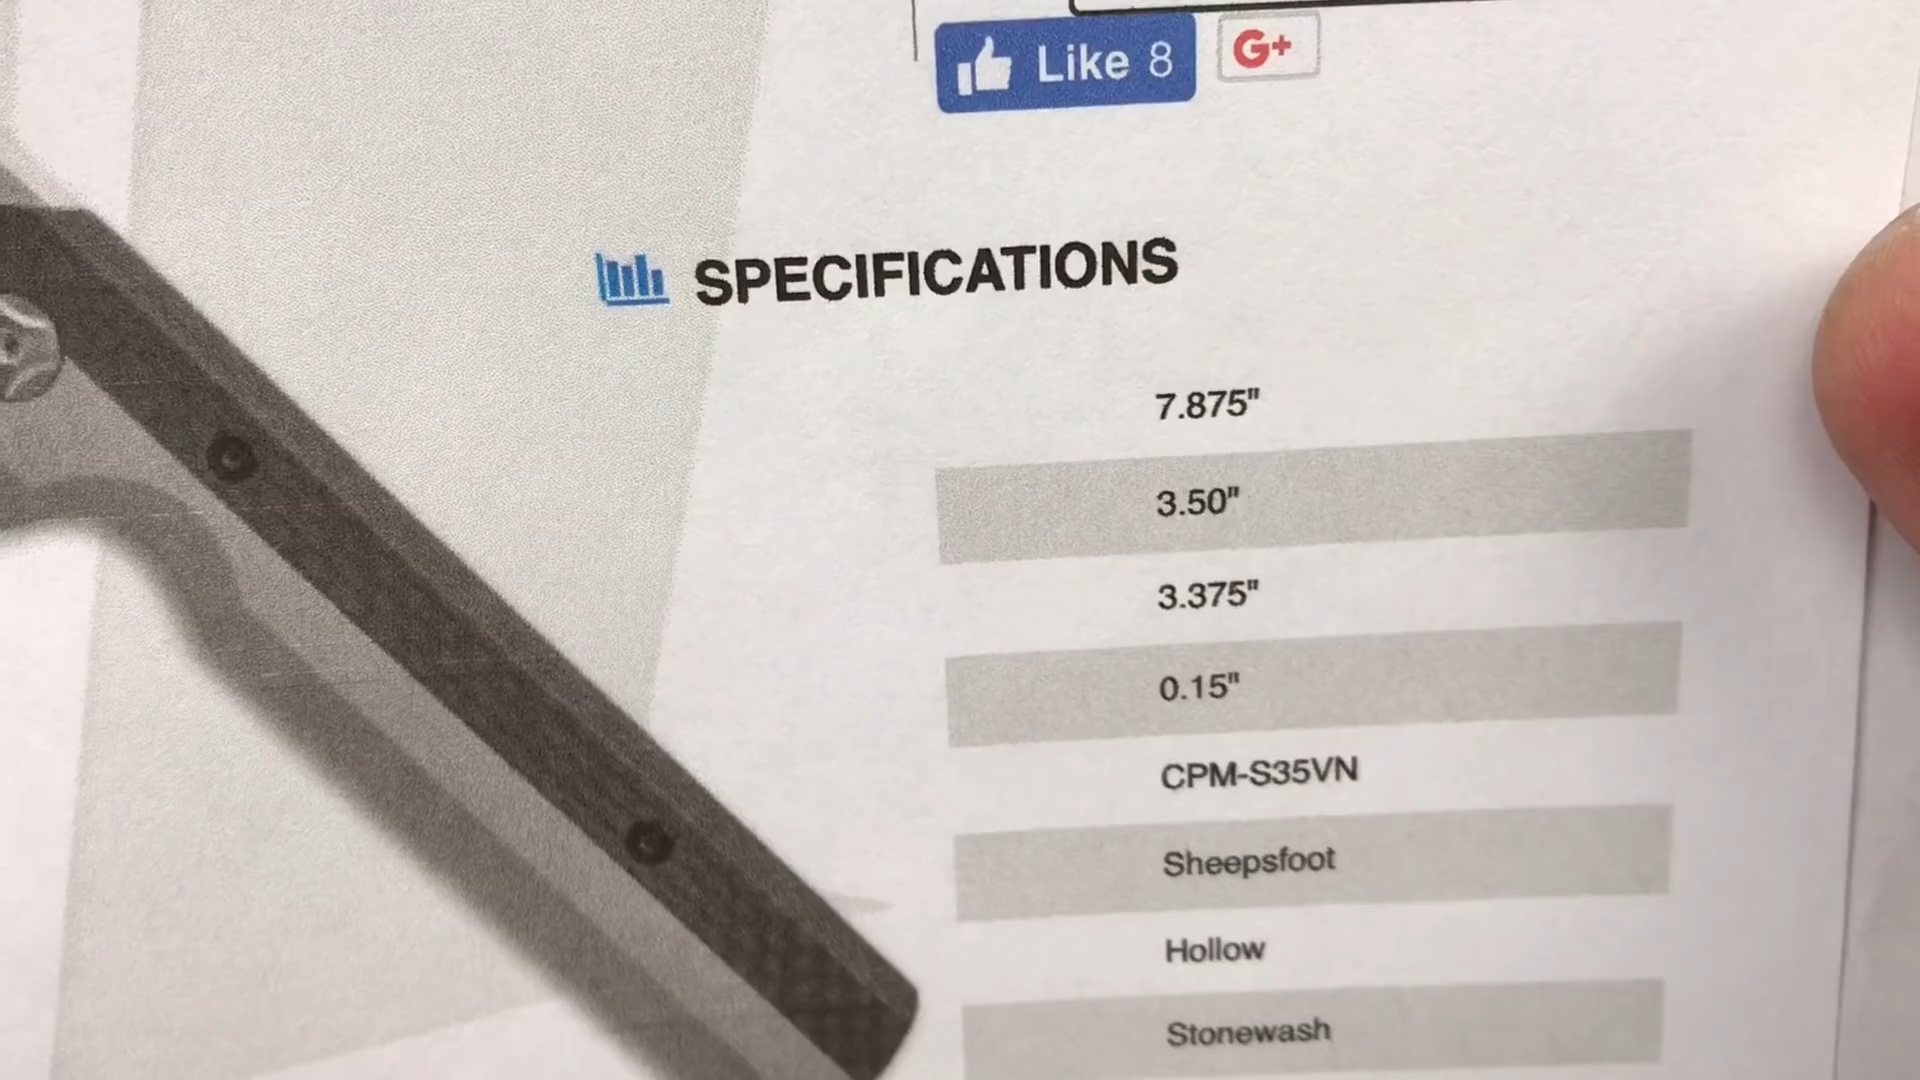 Like 8
G+
SPECIFICATIONS
7.875"
3.50"
3.375"
0.15"
CPM-S35VN
Sheepsfoot
Hollow
Stonewash